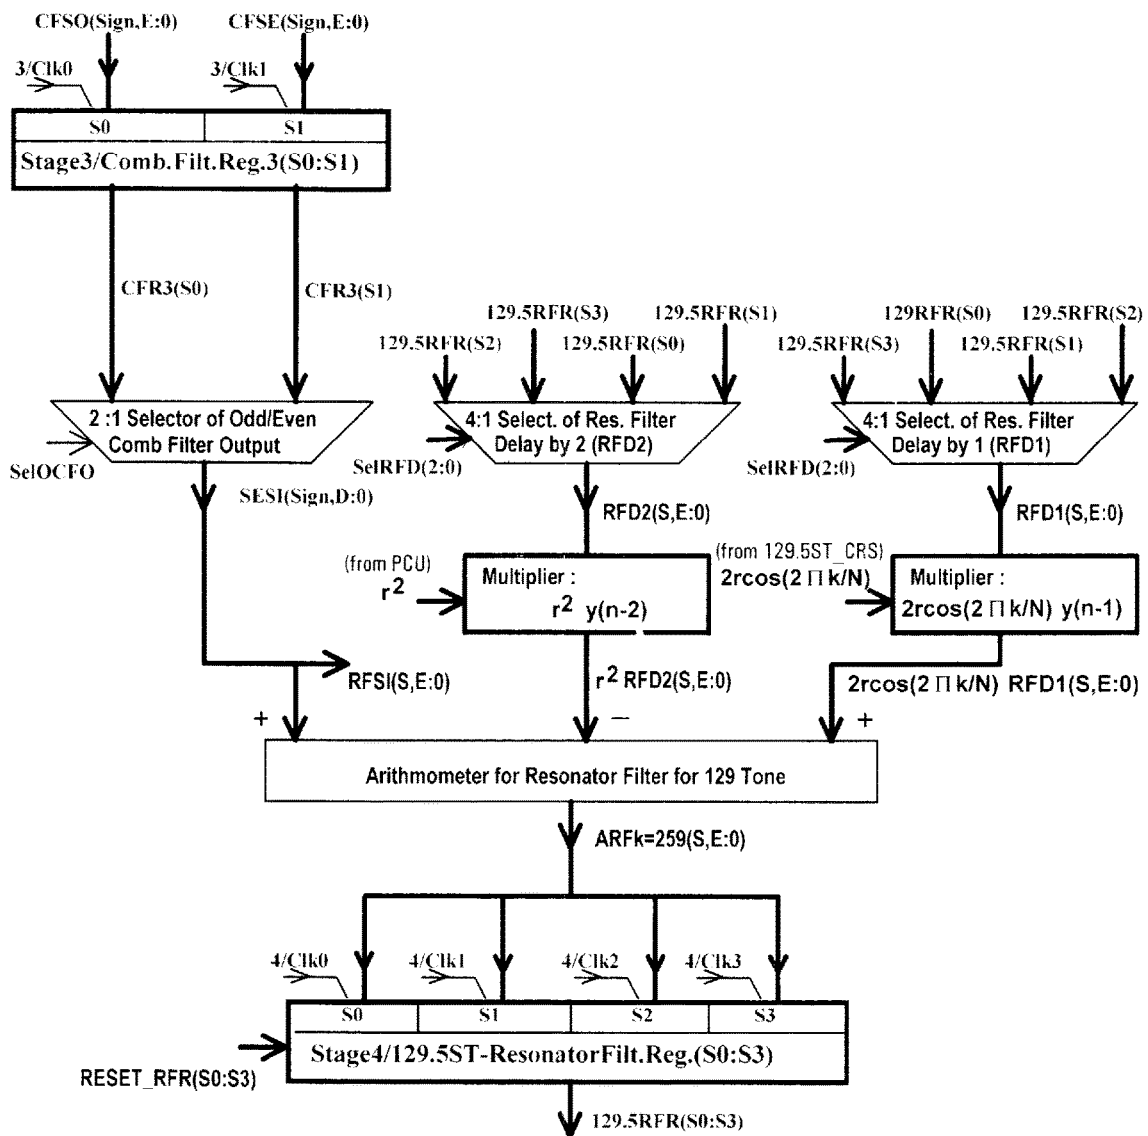 CFSO(Sign,E:0)
CFSE(Sign,E:0)
3/Clk0
3/Clk1
S0
S1
Stage3/Comb.Filt.Reg.3(S0:S1)
CFR3(S0)
CFR3(S1)
129.5RFR(S3)
129.5RFR(S1)
129RFR(S0)
129.5RFR(S2)
129.5RFR(S2)
129.5RFR(S0)
129.5RFR(S3)
129.5RFR(S1)
2 :1 Selector of Odd/Even
Comb Filter Output
4:1 Select. of Res. Filter
Delay by 2 (RFD2)
4:1 Select. of Res. Filter
Delay by 1 (RFD1)
SelOCFO
SelRFD(2:0)
SelRFD(2:0)
SESI(Sign,D:0)
RFD2(S,E:0)
RFD1(S,E:0)
(from PCU)
r²
Multiplier :
r² y(n-2)
(from 129.5ST_CRS)
2rcos(2 Π k/N)
Multiplier :
2rcos(2 Π k/N) y(n-1)
RFSI(S,E:0)
r² RFD2(S,E:0)
2rcos(2 Π k/N) RFD1(S,E:0)
+
−
+
Arithmometer for Resonator Filter for 129 Tone
ARFk=259(S,E:0)
4/Clk0
4/Clk1
4/Clk2
4/Clk3
S0
S1
S2
S3
Stage4/129.5ST-ResonatorFilt.Reg.(S0:S3)
RESET_RFR(S0:S3)
129.5RFR(S0:S3)